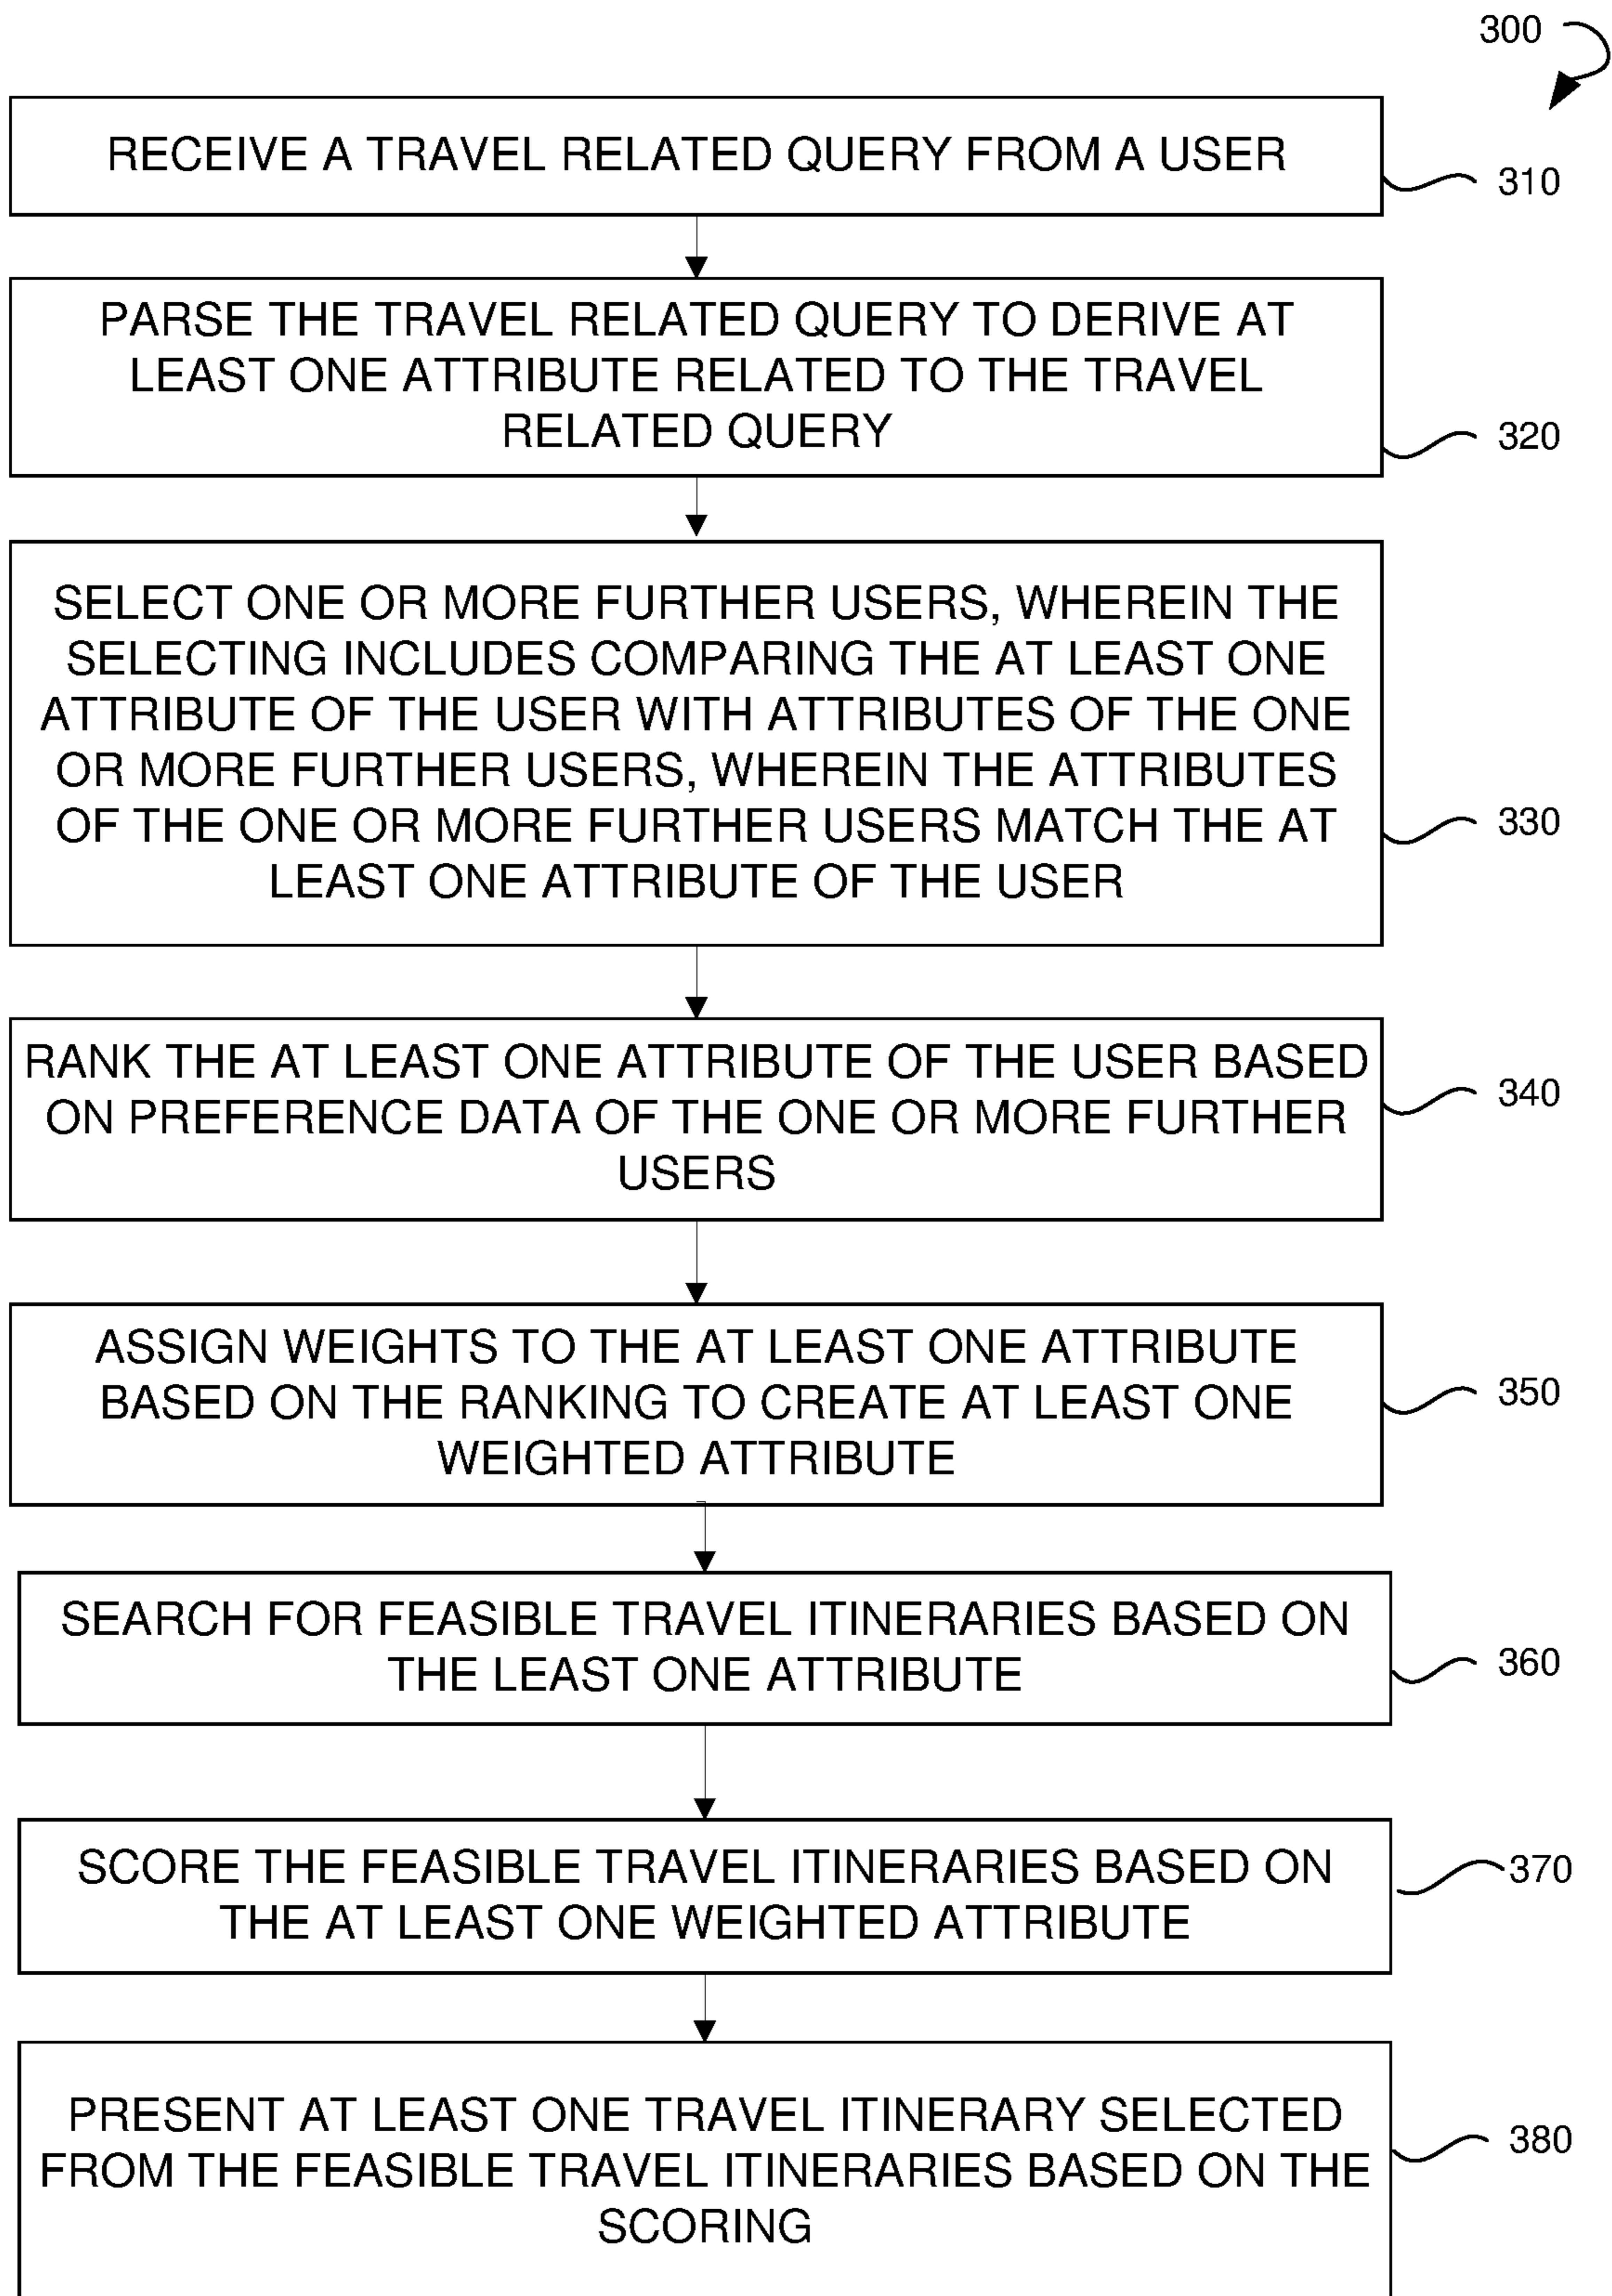 300
RECEIVE A TRAVEL RELATED QUERY FROM A USER
310
PARSE THE TRAVEL RELATED QUERY TO DERIVE AT
LEAST ONE ATTRIBUTE RELATED TO THE TRAVEL
RELATED QUERY
320
SELECT ONE OR MORE FURTHER USERS, WHEREIN THE
SELECTING INCLUDES COMPARING THE AT LEAST ONE
ATTRIBUTE OF THE USER WITH ATTRIBUTES OF THE ONE
OR MORE FURTHER USERS, WHEREIN THE ATTRIBUTES
OF THE ONE OR MORE FURTHER USERS MATCH THE AT
LEAST ONE ATTRIBUTE OF THE USER
330
RANK THE AT LEAST ONE ATTRIBUTE OF THE USER BASED
ON PREFERENCE DATA OF THE ONE OR MORE FURTHER
USERS
340
ASSIGN WEIGHTS TO THE AT LEAST ONE ATTRIBUTE
BASED ON THE RANKING TO CREATE AT LEAST ONE
WEIGHTED ATTRIBUTE
350
SEARCH FOR FEASIBLE TRAVEL ITINERARIES BASED ON
THE LEAST ONE ATTRIBUTE
360
SCORE THE FEASIBLE TRAVEL ITINERARIES BASED ON
THE AT LEAST ONE WEIGHTED ATTRIBUTE
370
PRESENT AT LEAST ONE TRAVEL ITINERARY SELECTED
FROM THE FEASIBLE TRAVEL ITINERARIES BASED ON THE
SCORING
380